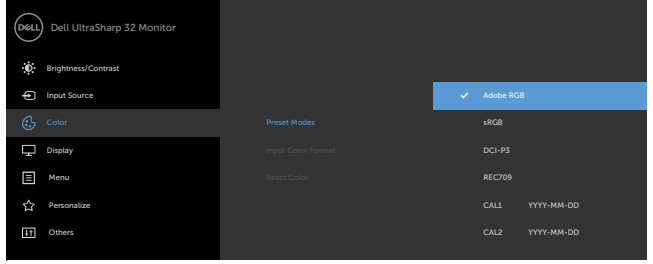 DELL Dell UltraSharp 32 Monitor
Brightness/Contrast
Input Source
Adobe RGB
Color
Preset Modes
sRGB
Display
Input Color Format
DCI-P3
Menu
Reset Color
REC709
Personalize
CAL1 YYYY-MM-DD
Others
CAL2 YYYY-MM-DD